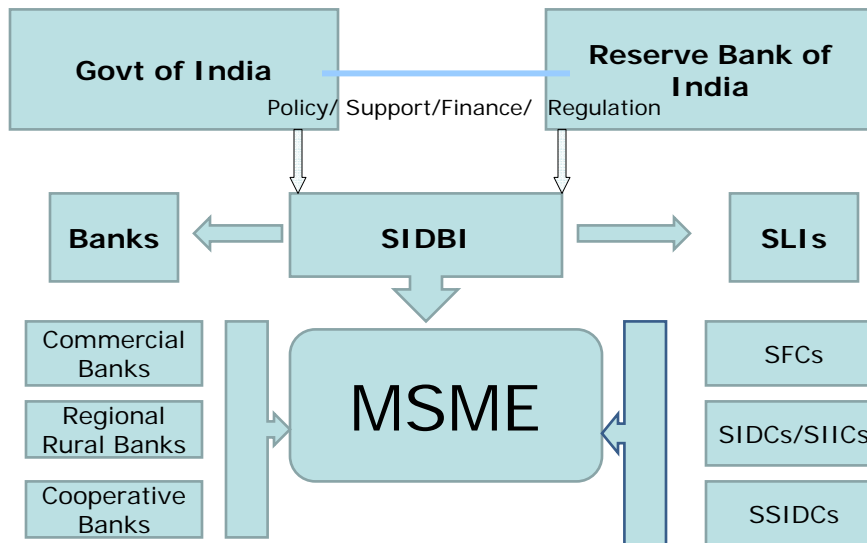 Govt of India
Reserve Bank of
India
Policy/ Support/Finance/ Regulation
Banks
SIDBI
SLIs
Commercial
Banks
Regional
Rural Banks
Cooperative
Banks
MSME
SFCs
SIDCs/SIICs
SSIDCs